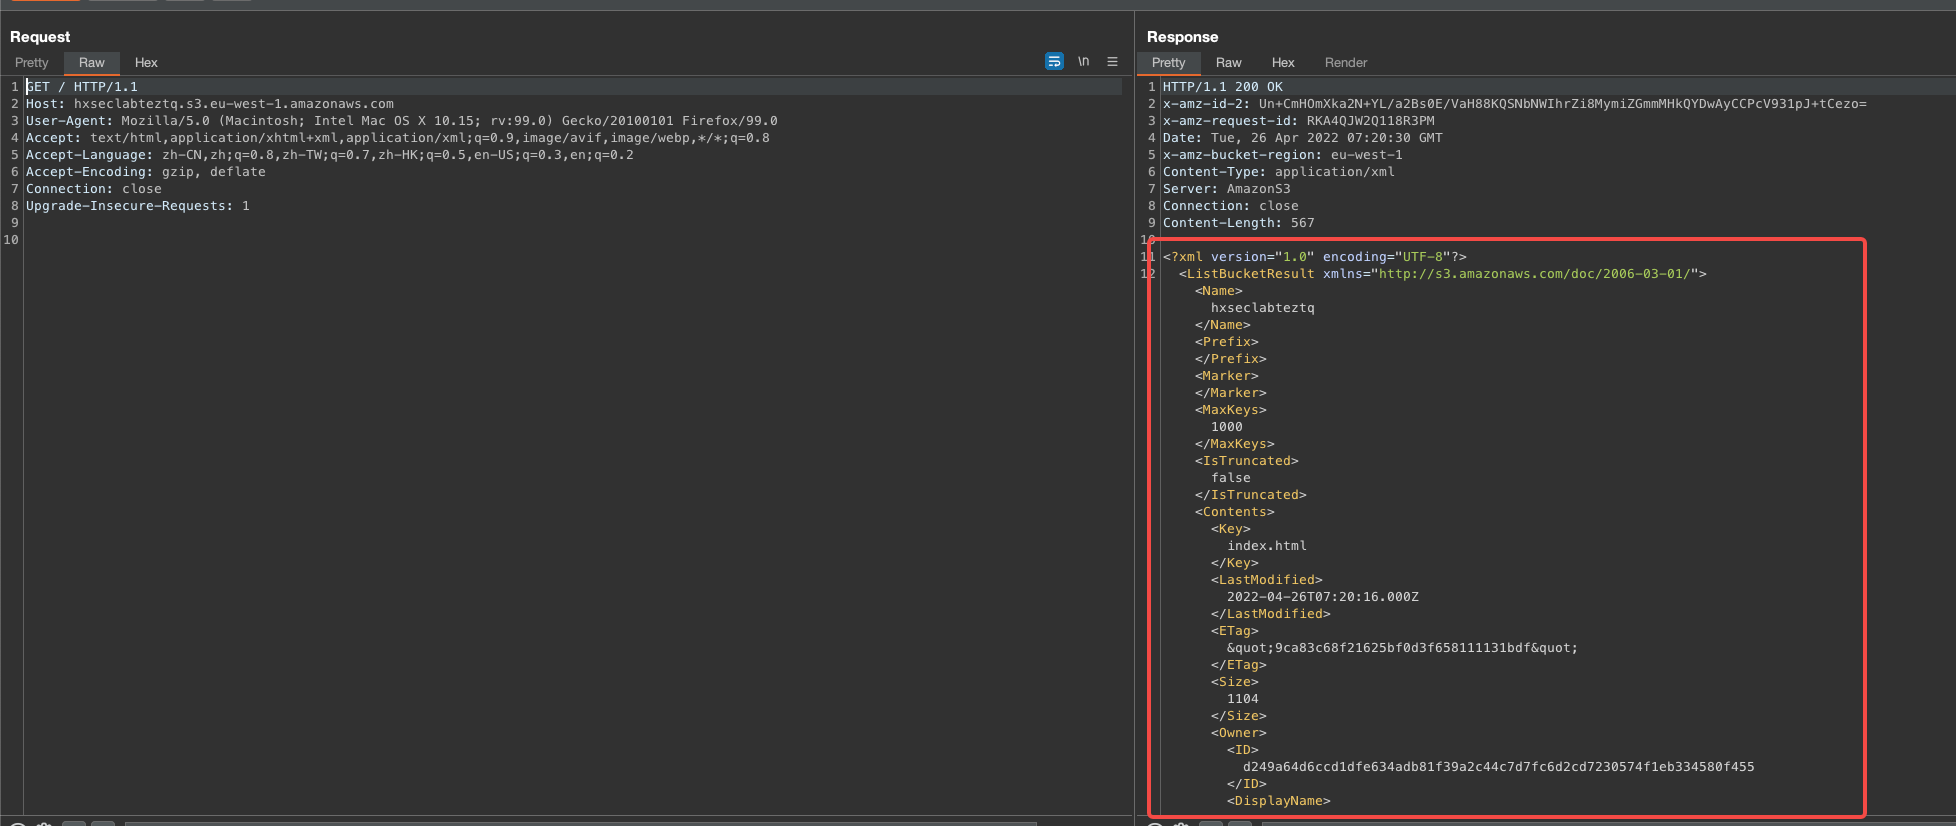 Request
Pretty Raw Hex
\n
1 GET / HTTP/1.1
2 Host: hxseclabteztq.s3.eu-west-1.amazonaws.com
3 User-Agent: Mozilla/5.0 (Macintosh; Intel Mac OS X 10.15; rv:99.0) Gecko/20100101 Firefox/99.0
4 Accept: text/html,application/xhtml+xml,application/xml;q=0.9,image/avif,image/webp,*/*;q=0.8
5 Accept-Language: zh-CN,zh;q=0.8,zh-TW;q=0.7,zh-HK;q=0.5,en-US;q=0.3,en;q=0.2
6 Accept-Encoding: gzip, deflate
7 Connection: close
8 Upgrade-Insecure-Requests: 1
9
10
Response
Pretty Raw Hex Render
1 HTTP/1.1 200 OK
2 x-amz-id-2: Un+CmHOmXka2N+YL/a2Bs0E/VaH88KQSNbNWIhrZi8MymiZGmmMHkQYDwAyCCPcV931pJ+tCezo=
3 x-amz-request-id: RKA4QJW2Q118R3PM
4 Date: Tue, 26 Apr 2022 07:20:30 GMT
5 x-amz-bucket-region: eu-west-1
6 Content-Type: application/xml
7 Server: AmazonS3
8 Connection: close
9 Content-Length: 567
10
11 <?xml version="1.0" encoding="UTF-8"?>
12 <ListBucketResult xmlns="http://s3.amazonaws.com/doc/2006-03-01/">
<Name>
hxseclabteztq
</Name>
<Prefix>
</Prefix>
<Marker>
</Marker>
<MaxKeys>
1000
</MaxKeys>
<IsTruncated>
false
</IsTruncated>
<Contents>
<Key>
index.html
</Key>
<LastModified>
2022-04-26T07:20:16.000Z
</LastModified>
<ETag>
&quot;9ca83c68f21625bf0d3f658111131bdf&quot;
</ETag>
<Size>
1104
</Size>
<Owner>
<ID>
d249a64d6ccd1dfe634adb81f39a2c44c7d7fc6d2cd7230574f1eb334580f455
</ID>
<DisplayName>